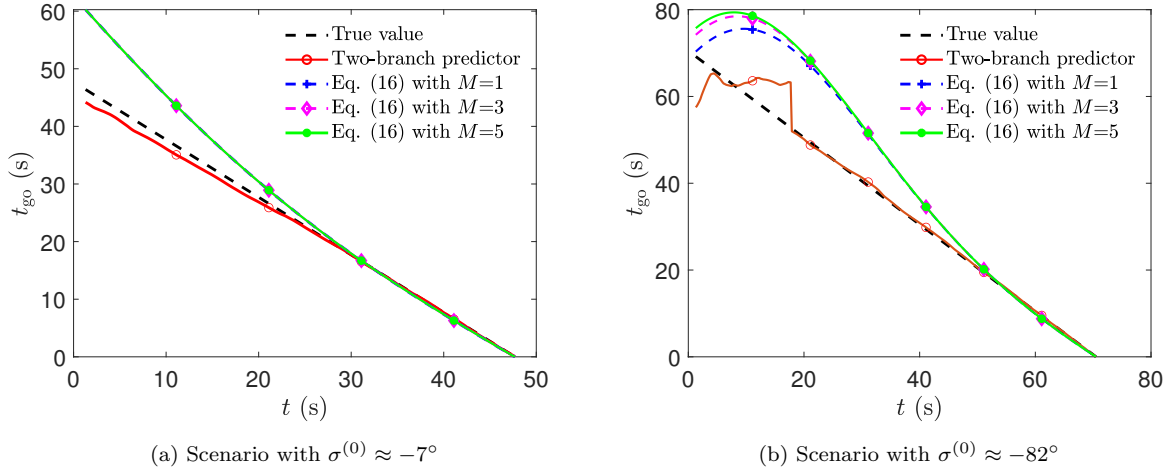 60
50
40
30
20
10
0
t_go (s)
True value
Two-branch predictor
Eq. (16) with M=1
Eq. (16) with M=3
Eq. (16) with M=5
0 10 20 30 40 50
t (s)
(a) Scenario with σ^(0) ≈ −7°
80
60
40
20
0
t_go (s)
True value
Two-branch predictor
Eq. (16) with M=1
Eq. (16) with M=3
Eq. (16) with M=5
0 20 40 60 80
t (s)
(b) Scenario with σ^(0) ≈ −82°